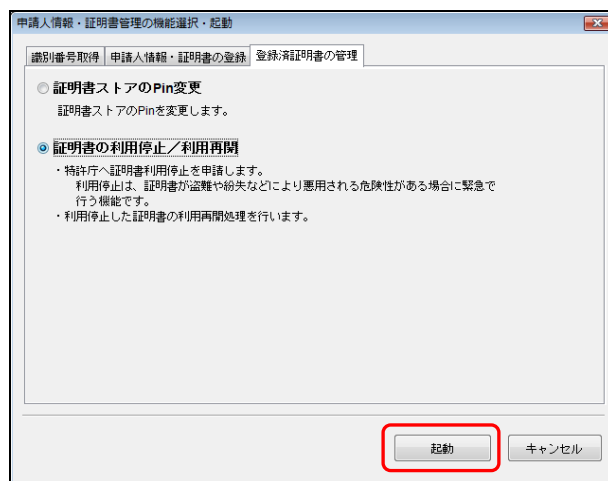 申請人情報・証明書管理の機能選択・起動
識別番号取得 申請人情報・証明書の登録 登録済証明書の管理
証明書ストアのPin変更
証明書ストアのPinを変更します。
証明書の利用停止／利用再開
・特許庁へ証明書利用停止を申請します。
利用停止は、証明書が盗難や紛失などにより悪用される危険性がある場合に緊急で
行う機能です。
・利用停止した証明書の利用再開処理を行います。
起動 キャンセル